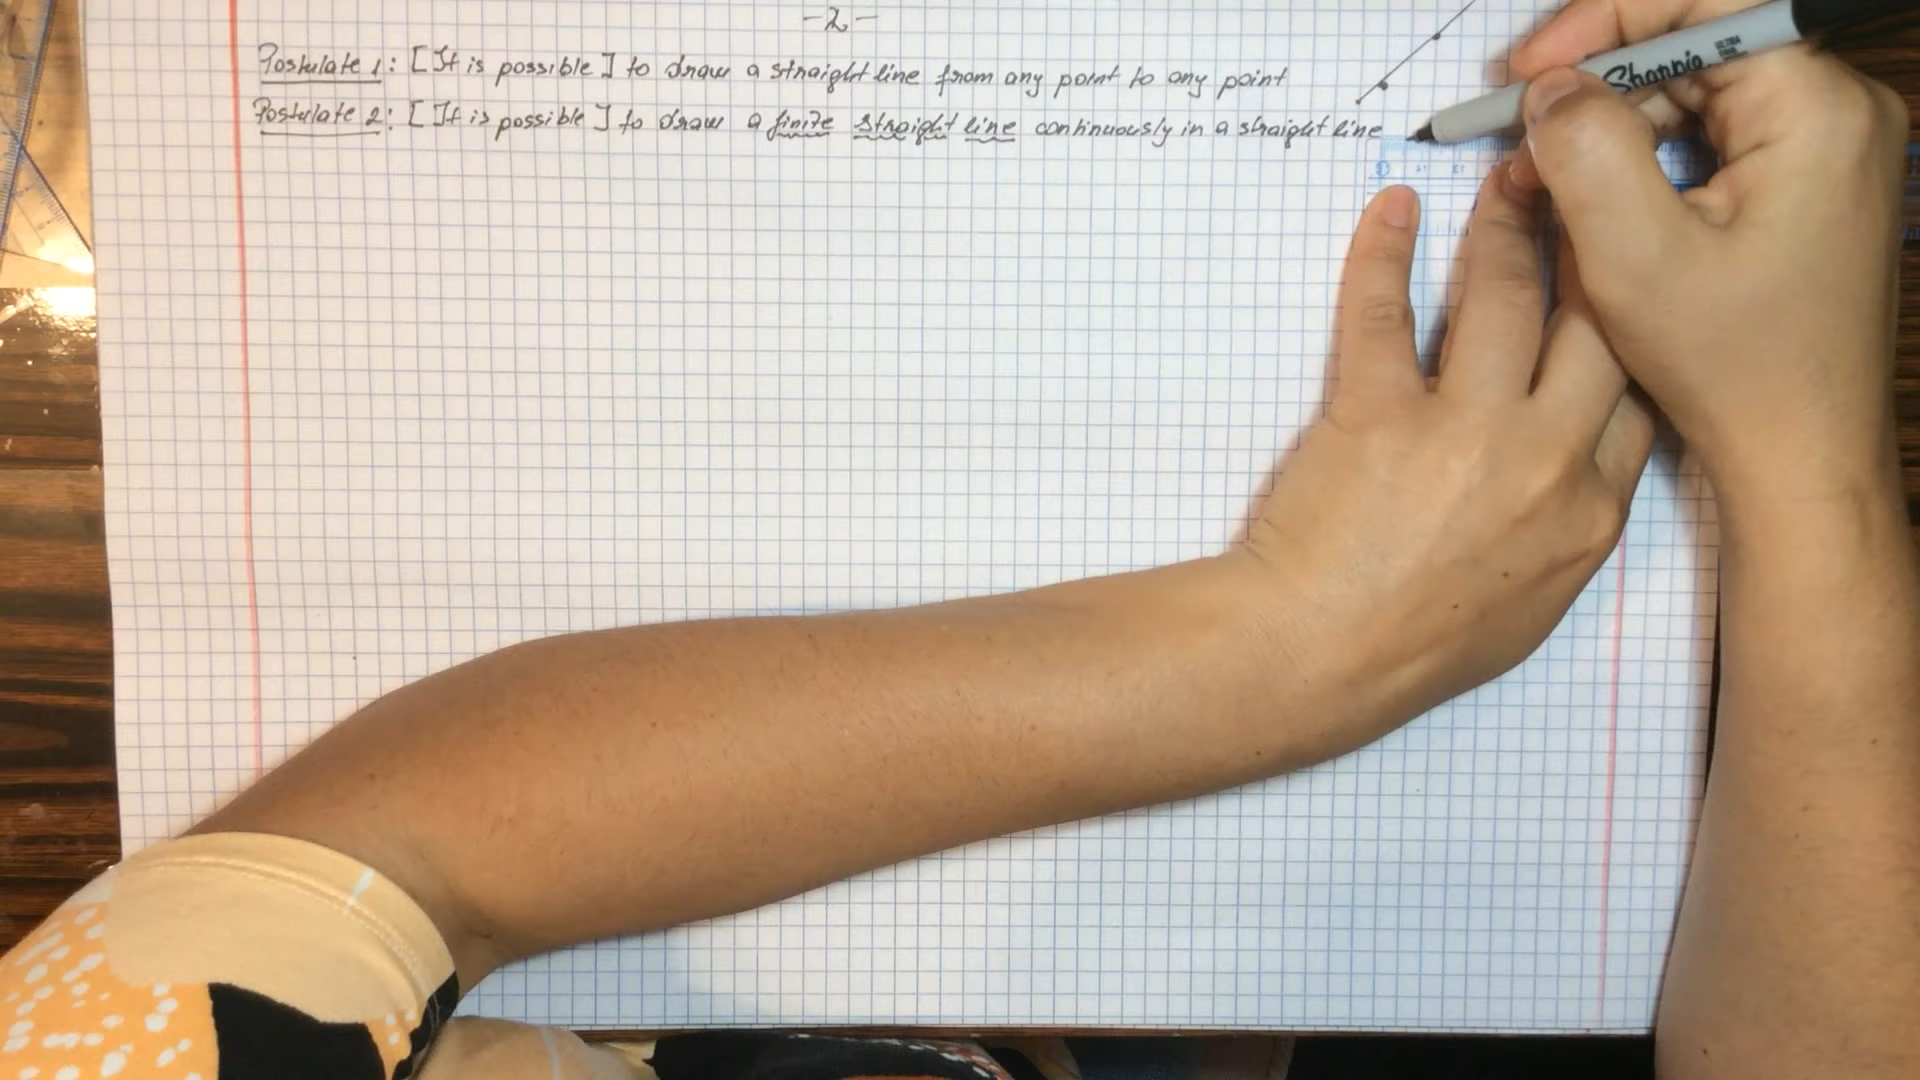 -2-
Postulate 1: [It is possible] to draw a straight line from any point to any point
Postulate 2: [It is possible] to draw a finite straight line continuously in a straight line
Sharpie